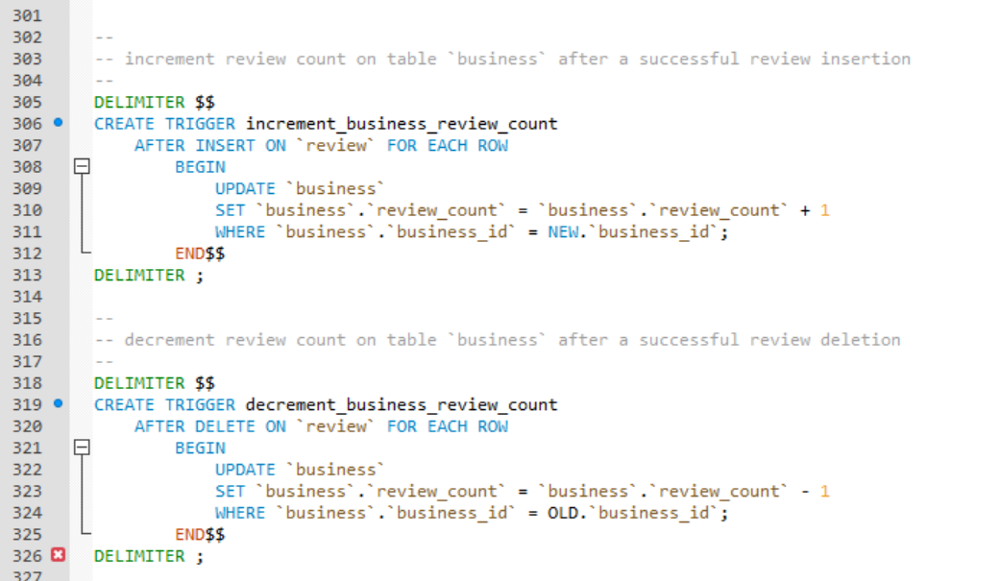 301
302 --
303 -- increment review count on table `business` after a successful review insertion
304 --
305 DELIMITER $$
306 CREATE TRIGGER increment_business_review_count
307 AFTER INSERT ON `review` FOR EACH ROW
308 BEGIN
309 UPDATE `business`
310 SET `business`.`review_count` = `business`.`review_count` + 1
311 WHERE `business`.`business_id` = NEW.`business_id`;
312 END$$
313 DELIMITER ;
314
315 --
316 -- decrement review count on table `business` after a successful review deletion
317 --
318 DELIMITER $$
319 CREATE TRIGGER decrement_business_review_count
320 AFTER DELETE ON `review` FOR EACH ROW
321 BEGIN
322 UPDATE `business`
323 SET `business`.`review_count` = `business`.`review_count` - 1
324 WHERE `business`.`business_id` = OLD.`business_id`;
325 END$$
326 DELIMITER ;
327